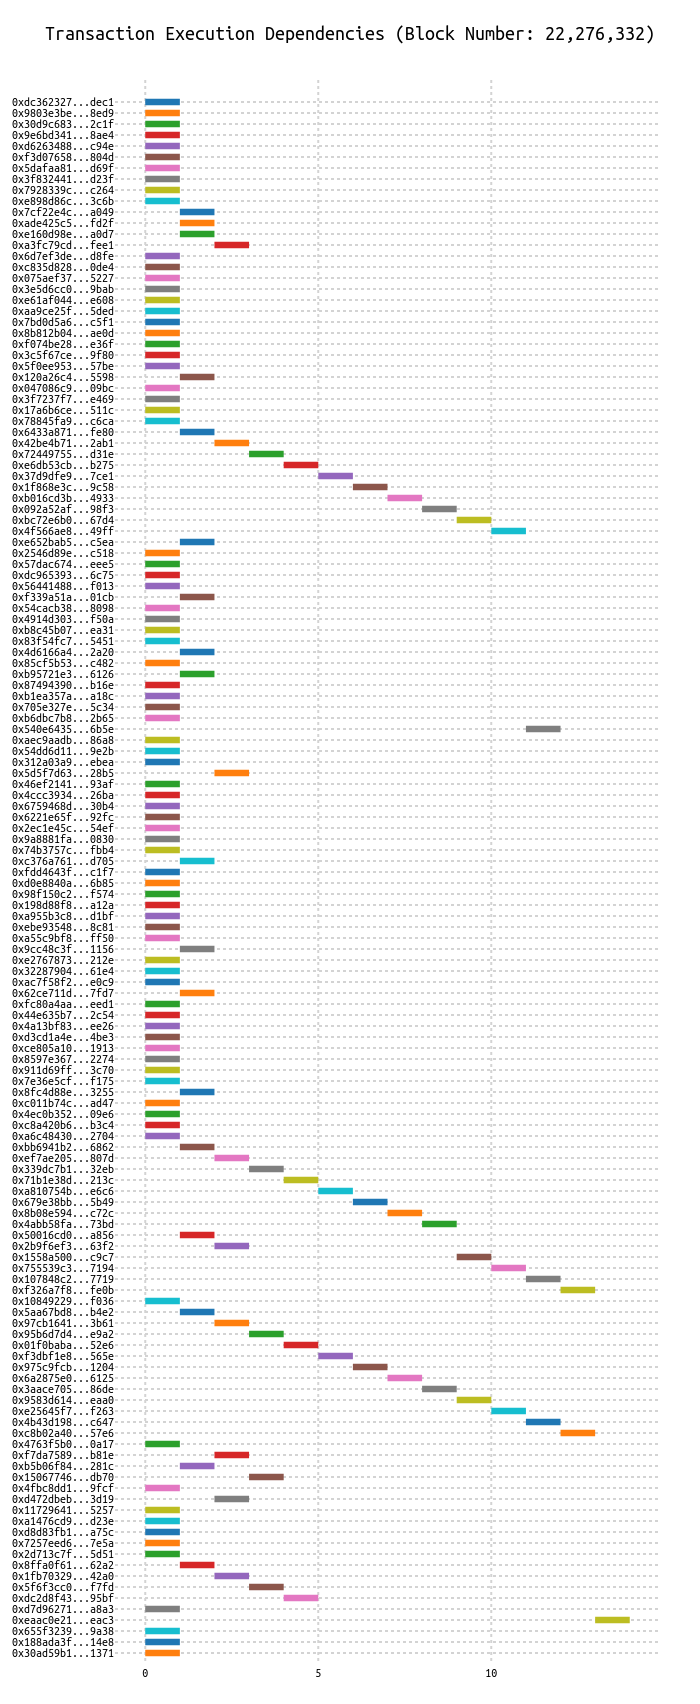 Transaction Execution Dependencies (Block Number: 22,276,332)
0xdc362327...dec1
0x9803e3be...8ed9
0x30d9c683...2c1f
0x9e6bd341...8ae4
0xd6263488...c94e
0xf3d07658...804d
0x5dafaa81...d69f
0x3f832441...d23f
0x7928339c...c264
0xe898d86c...3c6b
0x7cf22e4c...a049
0xade425c5...fd2f
0xe160d98e...a0d7
0xa3fc79cd...fee1
0x6d7ef3de...d8fe
0xc835d828...0de4
0x075aef37...5227
0x3e5d6cc0...9bab
0xe61af044...e608
0xaa9ce25f...5ded
0x7bd0d5a6...c5f1
0x8b812b04...ae0d
0xf074be28...e36f
0x3c5f67ce...9f80
0x5f0ee953...57be
0x120a26c4...5598
0x047086c9...09bc
0x3f7237f7...e469
0x17a6b6ce...511c
0x78845fa9...c6ca
0x6433a871...fe80
0x42be4b71...2ab1
0x72449755...d31e
0xe6db53cb...b275
0x37d9dfe9...7ce1
0x1f868e3c...9c58
0xb016cd3b...4933
0x092a52af...98f3
0xbc72e6b0...67d4
0x4f566ae8...49ff
0xe652bab5...c5ea
0x2546d89e...c518
0x57dac674...eee5
0xdc965393...6c75
0x56441488...f013
0xf339a51a...01cb
0x54cacb38...8098
0x4914d303...f50a
0xb8c45b07...ea31
0x83f54fc7...5451
0x4d6166a4...2a20
0x85cf5b53...c482
0xb95721e3...6126
0x87494390...b16e
0xb1ea357a...a18c
0x705e327e...5c34
0xb6dbc7b8...2b65
0x540e6435...6b5e
0xaec9aadb...86a8
0x54dd6d11...9e2b
0x312a03a9...ebea
0x5d5f7d63...28b5
0x46ef2141...93af
0x4ccc3934...26ba
0x6759468d...30b4
0x6221e65f...92fc
0x2ec1e45c...54ef
0x9a8881fa...0830
0x74b3757c...fbb4
0xc376a761...d705
0xfdd4643f...c1f7
0xd0e8840a...6b85
0x98f150c2...f574
0x198d88f8...a12a
0xa955b3c8...d1bf
0xebe93548...8c81
0xa55c9bf8...ff50
0x9cc48c3f...1156
0xe2767873...212e
0x32287904...61e4
0xac7f58f2...e0c9
0x62ce711d...7fd7
0xfc80a4aa...eed1
0x44e635b7...2c54
0x4a13bf83...ee26
0xd3cd1a4e...4be3
0xce805a10...1913
0x8597e367...2274
0x911d69ff...3c70
0x7e36e5cf...f175
0x8fc4d88e...3255
0xc011b74c...ad47
0x4ec0b352...09e6
0xc8a420b6...b3c4
0xa6c48430...2704
0xbb6941b2...6862
0xef7ae205...807d
0x339dc7b1...32eb
0x71b1e38d...213c
0xa810754b...e6c6
0x679e38bb...5b49
0x8b08e594...c72c
0x4abb58fa...73bd
0x50016cd0...a856
0x2b9f6ef3...63f2
0x1558a500...c9c7
0x755539c3...7194
0x107848c2...7719
0xf326a7f8...fe0b
0x10849229...f036
0x5aa67bd8...b4e2
0x97cb1641...3b61
0x95b6d7d4...e9a2
0x01f0baba...52e6
0xf3dbf1e8...565e
0x975c9fcb...1204
0x6a2875e0...6125
0x3aace705...86de
0x9583d614...eaa0
0xe25645f7...f263
0x4b43d198...c647
0xc8b02a40...57e6
0x4763f5b0...0a17
0xf7da7589...b81e
0xb5b06f84...281c
0x15067746...db70
0x4fbc8dd1...9fcf
0xd472dbeb...3d19
0x11729641...5257
0xa1476cd9...d23e
0xd8d83fb1...a75c
0x7257eed6...7e5a
0x2d713c7f...5d51
0x8ffa0f61...62a2
0x1fb70329...42a0
0x5f6f3cc0...f7fd
0xdc2d8f43...95bf
0xd7d96271...a8a3
0xeaac0e21...eac3
0x655f3239...9a38
0x188ada3f...14e8
0x30ad59b1...1371
0 5 10